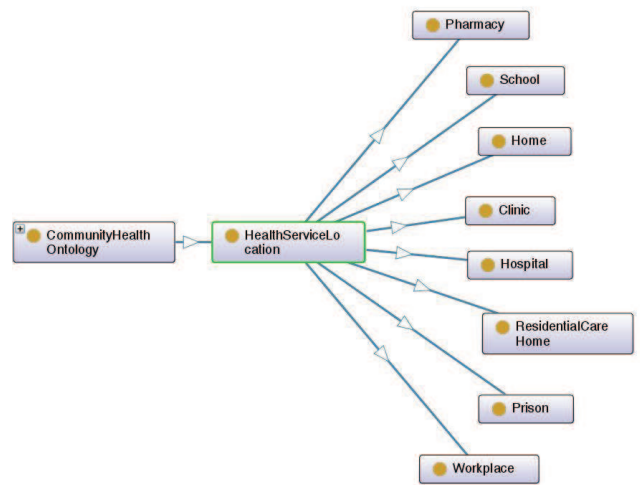 Pharmacy
School
Home
Clinic
CommunityHealth
Ontology
HealthServiceLo
cation
Hospital
ResidentialCare
Home
Prison
Workplace